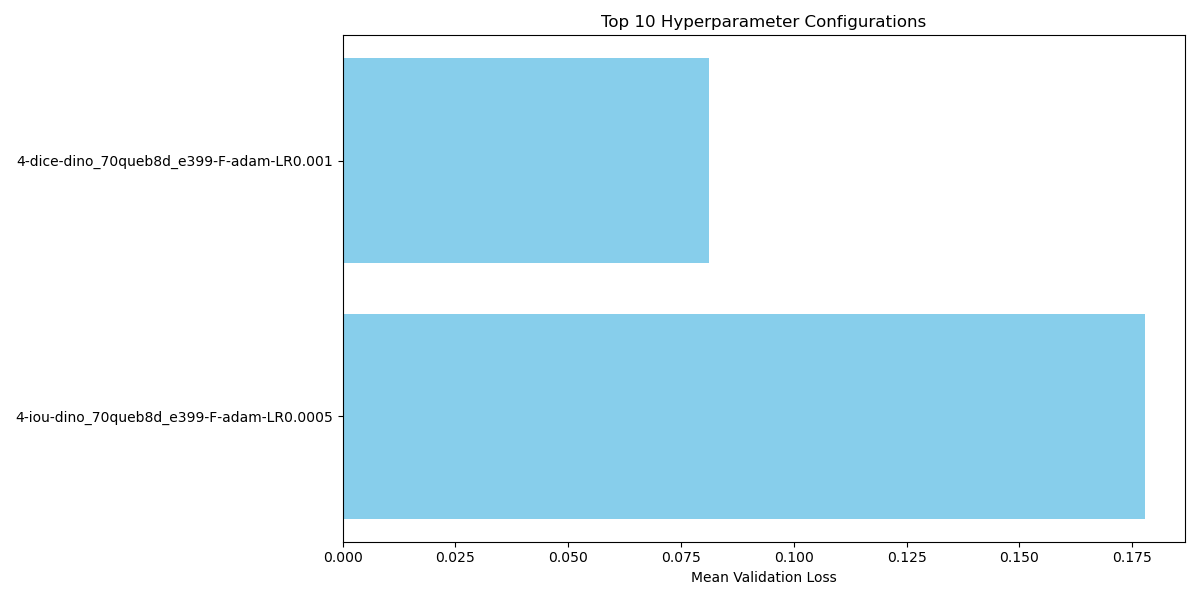 Top 10 Hyperparameter Configurations
4-dice-dino_70queb8d_e399-F-adam-LR0.001
4-iou-dino_70queb8d_e399-F-adam-LR0.0005
0.000 0.025 0.050 0.075 0.100 0.125 0.150 0.175
Mean Validation Loss